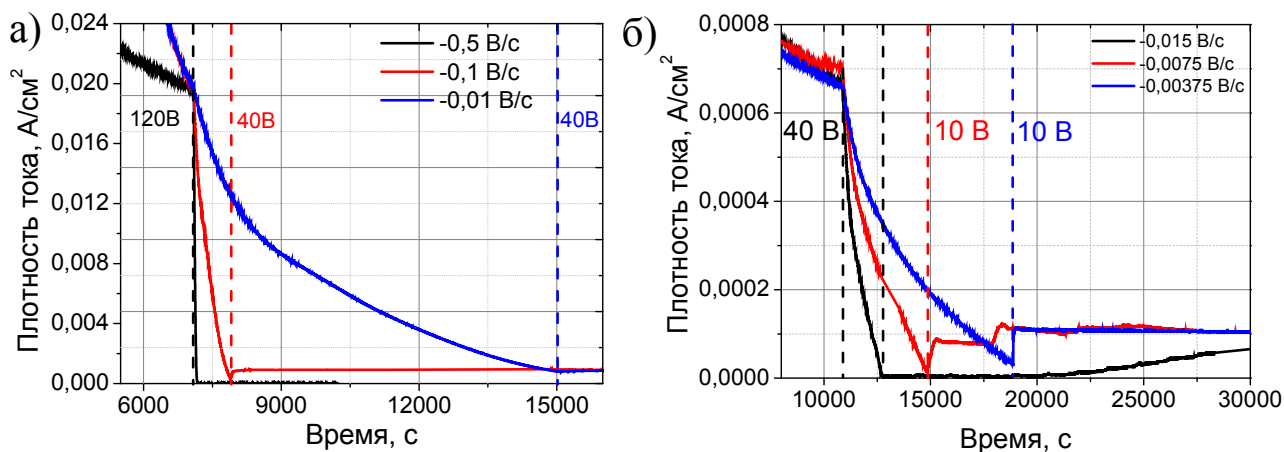 а)
Плотность тока, А/см²
0,024
0,020
0,016
0,012
0,008
0,004
0,000
-0,5 В/с
-0,1 В/с
-0,01 В/с
120В
40В
40В
6000 9000 12000 15000
Время, с
б)
Плотность тока, А/см²
0,0008
0,0006
0,0004
0,0002
0,0000
-0,015 В/с
-0,0075 В/с
-0,00375 В/с
40 В
10 В
10 В
10000 15000 20000 25000 30000
Время, с